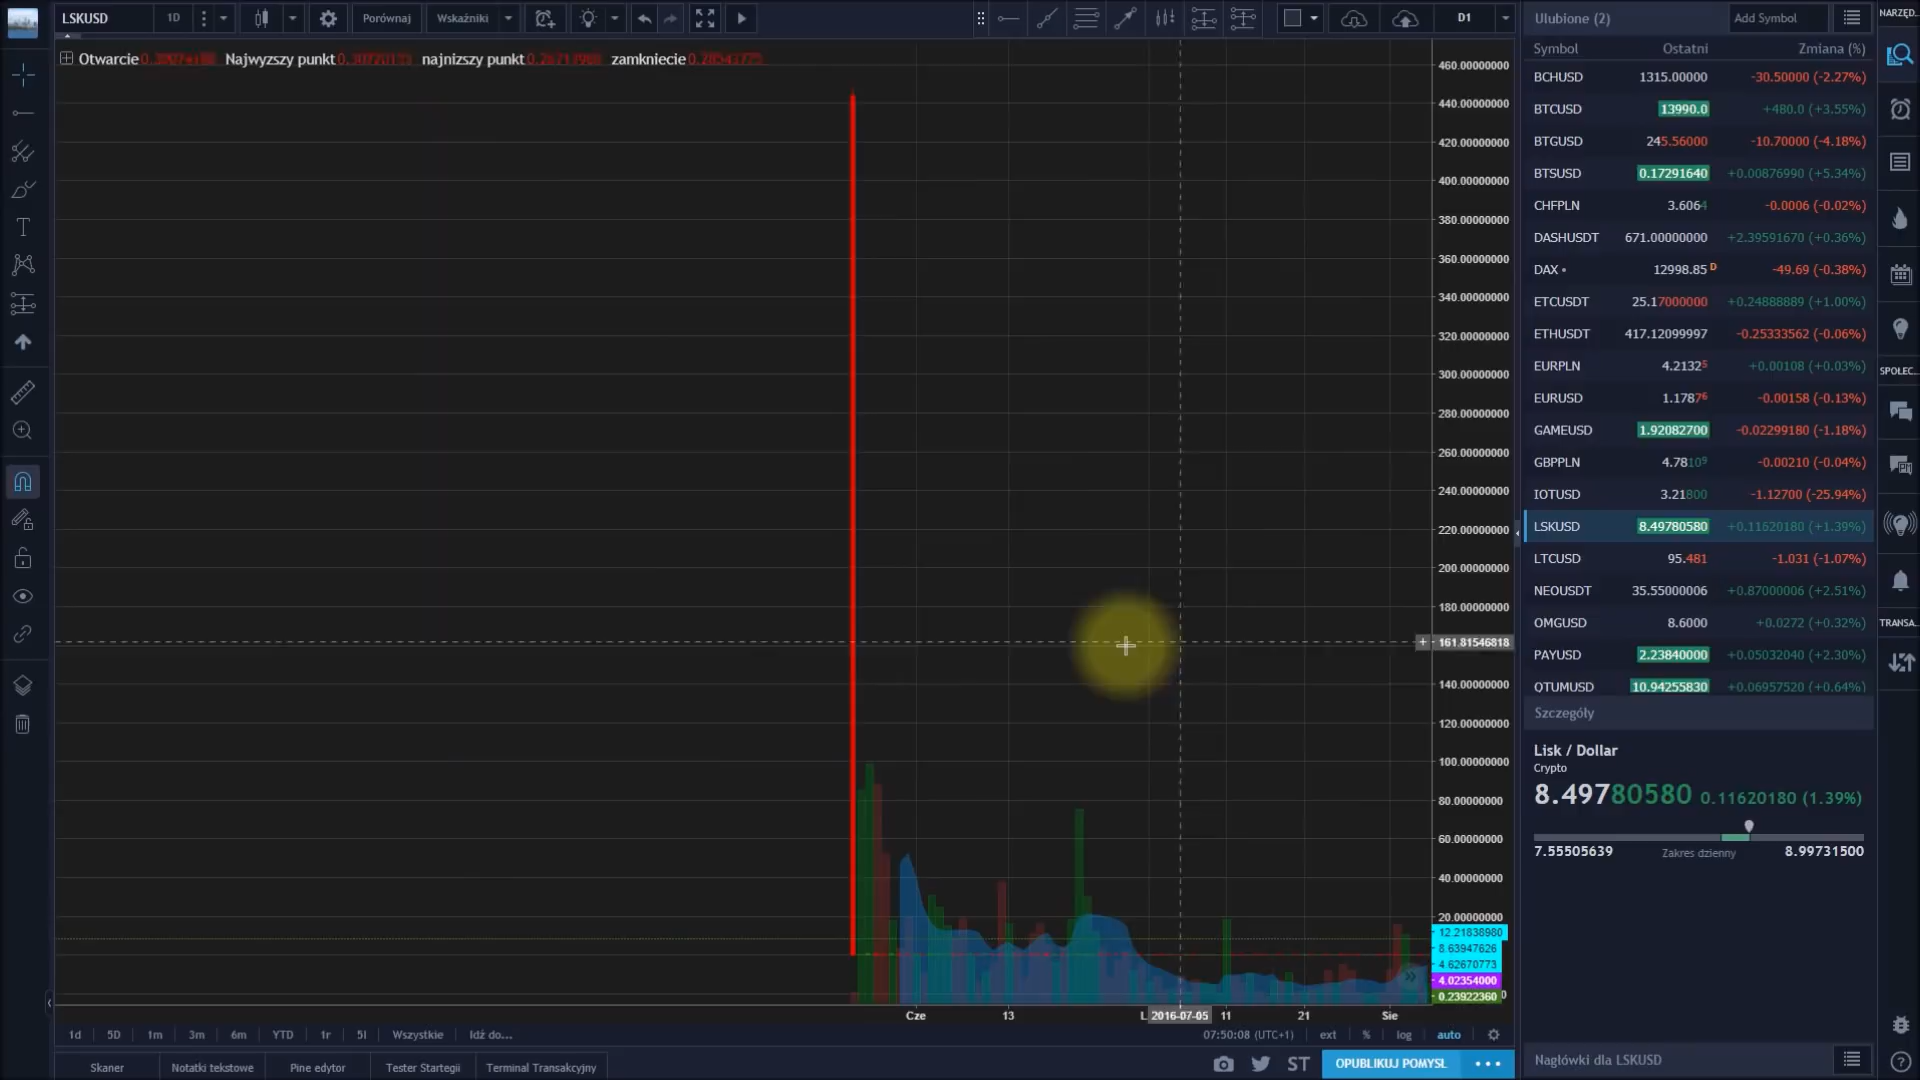 LSKUSD 1D Porównaj Wskaźniki D1
Otwarcie Najwyzszy punkt najnizszy punkt zamkniecie
460.00000000
440.00000000
420.00000000
400.00000000
380.00000000
360.00000000
340.00000000
320.00000000
300.00000000
280.00000000
260.00000000
240.00000000
220.00000000
200.00000000
180.00000000
161.81546818
140.00000000
120.00000000
100.00000000
80.00000000
60.00000000
40.00000000
20.00000000
12.21838980
8.63947626
4.62670773
4.02354000
0.23922360
Cze 13 L 2016-07-05 11 21 Sie
1d 5D 1m 3m 6m YTD 1r 5l Wszystkie Idź do... 07:50:08 (UTC+1) ext % log auto
Skaner Notatki tekstowe Pine edytor Tester Startegii Terminal Transakcyjny ST OPUBLIKUJ POMYSŁ
Ulubione (2) Add Symbol
Symbol Ostatni Zmiana (%)
BCHUSD 1315.00000 -30.50000 (-2.27%)
BTCUSD 13990.0 +480.0 (+3.55%)
BTGUSD 245.56000 -10.70000 (-4.18%)
BTSUSD 0.17291640 +0.00876990 (+5.34%)
CHFPLN 3.6064 -0.0006 (-0.02%)
DASHUSDT 671.00000000 +2.39591670 (+0.36%)
DAX 12998.85 D -49.69 (-0.38%)
ETCUSDT 25.17000000 +0.24888889 (+1.00%)
ETHUSDT 417.12099997 -0.25333562 (-0.06%)
EURPLN 4.21325 +0.00108 (+0.03%)
EURUSD 1.17876 -0.00158 (-0.13%)
GAMEUSD 1.92082700 -0.02299180 (-1.18%)
GBPPLN 4.78109 -0.00210 (-0.04%)
IOTUSD 3.21800 -1.12700 (-25.94%)
LSKUSD 8.49780580 +0.11620180 (+1.39%)
LTCUSD 95.481 -1.031 (-1.07%)
NEOUSDT 35.55000006 +0.87000006 (+2.51%)
OMGUSD 8.6000 +0.0272 (+0.32%)
PAYUSD 2.23840000 +0.05032040 (+2.30%)
QTUMUSD 10.94255830 +0.06957520 (+0.64%)
Szczegóły
Lisk / Dollar
Crypto
8.49780580 0.11620180 (1.39%)
7.55505639 Zakres dzienny 8.99731500
Nagłówki dla LSKUSD
NARZĘD.
SPOŁEC..
TRANSA..